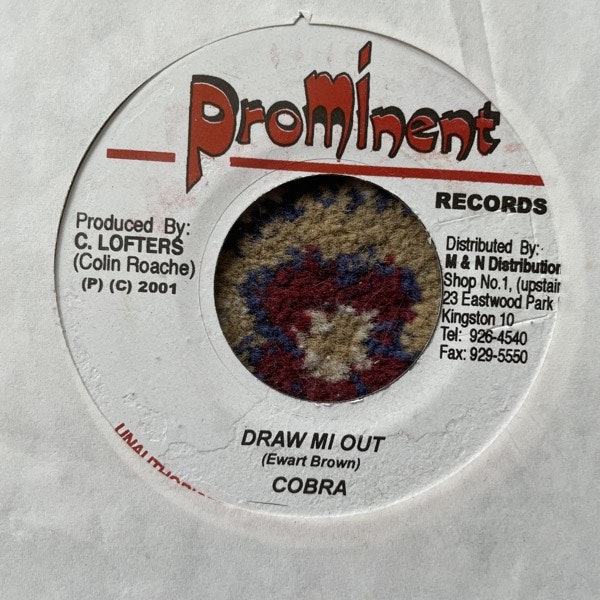 Prominent
RECORDS
Produced By:
C. LOFTERS
(Colin Roache)
(P) (C) 2001
Distributed By:
M & N Distribution
Shop No.1, (upstair
23 Eastwood Park
Kingston 10
Tel: 926-4540
Fax: 929-5550
DRAW MI OUT
(Ewart Brown)
COBRA